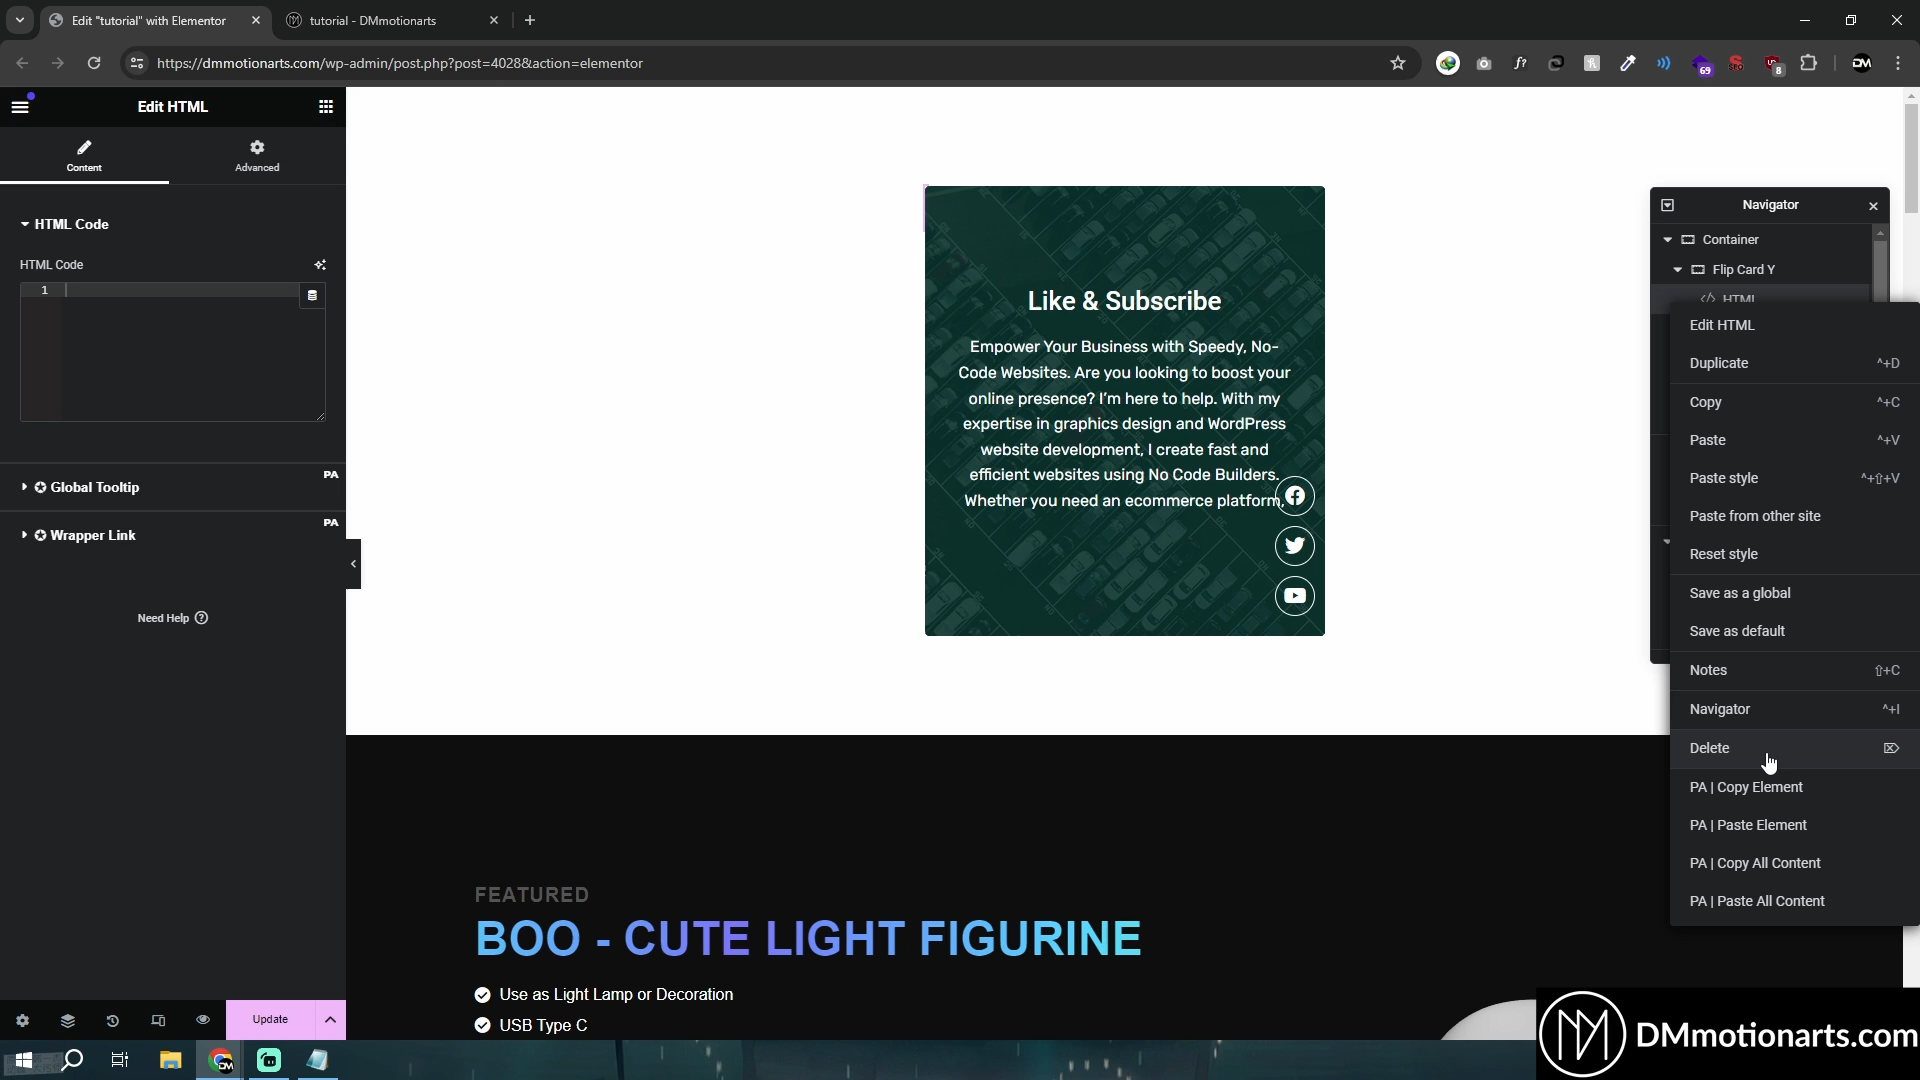 Edit "tutorial" with Elementor
tutorial - DMmotionarts
https://dmmotionarts.com/wp-admin/post.php?post=4028&action=elementor
f?
69
8
DM
Edit HTML
Content
Advanced
HTML Code
HTML Code
1
PA
Global Tooltip
PA
Wrapper Link
Need Help
Update
Like & Subscribe
Empower Your Business with Speedy, No-
Code Websites. Are you looking to boost your
online presence? I'm here to help. With my
expertise in graphics design and WordPress
website development, I create fast and
efficient websites using No Code Builders.
Whether you need an ecommerce platform,
FEATURED
BOO - CUTE LIGHT FIGURINE
Use as Light Lamp or Decoration
USB Type C
Navigator
Container
Flip Card Y
HTML
Edit HTML
Duplicate ^+D
Copy ^+C
Paste ^+V
Paste style ^+⇧+V
Paste from other site
Reset style
Save as a global
Save as default
Notes ⇧+C
Navigator ^+I
Delete ⌦
PA | Copy Element
PA | Paste Element
PA | Copy All Content
PA | Paste All Content
DMmotionarts.com